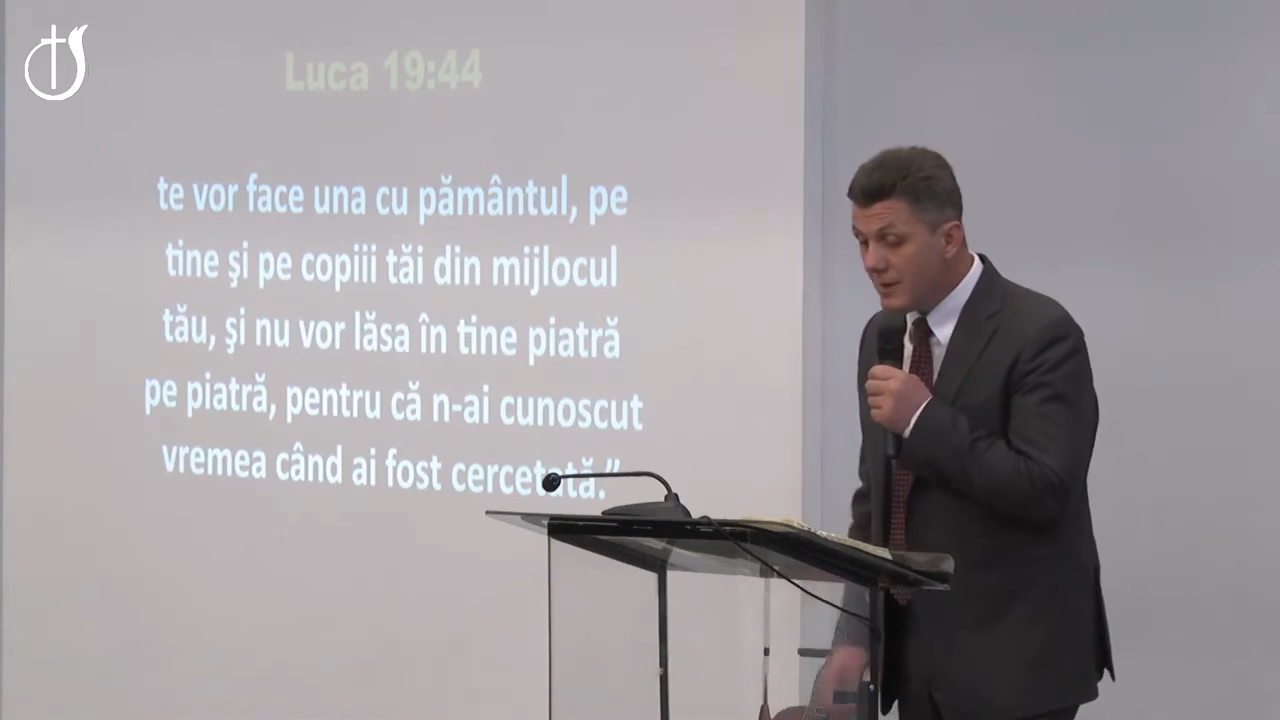 Luca 19:44
te vor face una cu pământul, pe
tine şi pe copiii tăi din mijlocul
tău, şi nu vor lăsa în tine piatră
pe piatră, pentru că n-ai cunoscut
vremea când ai fost cercetată.”